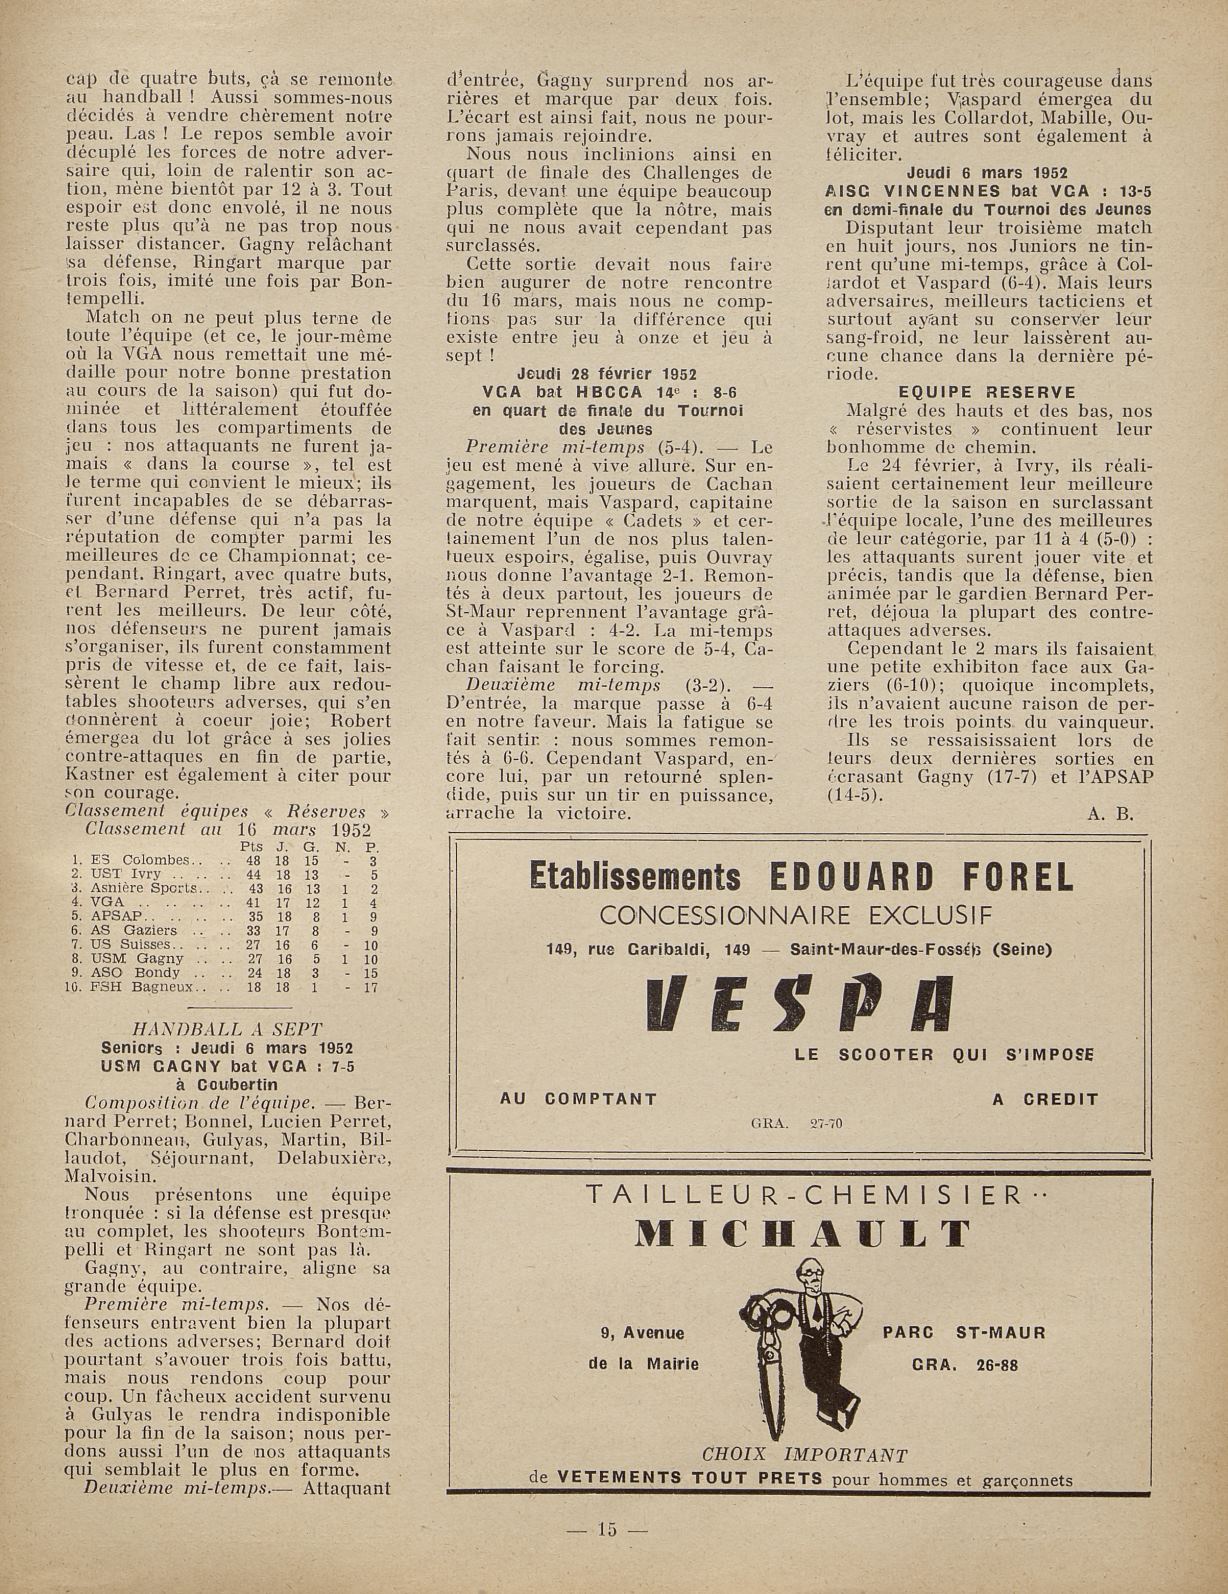 cap de quatre buts, çà se remonte
au handball ! Aussi sommes-nous
décidés à vendre chèrement notre
peau. Las ! Le repos semble avoir
décuplé les forces de notre adver-
saire qui, loin de ralentir son ac-
tion, mène bientôt par 12 à 3. Tout
espoir est donc envolé, il ne nous
reste plus qu'à ne pas trop nous
laisser distancer. Gagny relâchant
sa défense, Ringart marque par
trois fois, imité une fois par Bon-
tempelli.
Match on ne peut plus terne de
toute l'équipe (et ce, le jour-même
où la VGA nous remettait une mé-
daille pour notre bonne prestation
au cours de la saison) qui fut do-
minée et littéralement étouffée
dans tous les compartiments de
jeu : nos attaquants ne furent ja-
mais « dans la course », tel est
le terme qui convient le mieux; ils
furent incapables de se débarras-
ser d'une défense qui n'a pas la
réputation de compter parmi les
meilleures de ce Championnat; ce-
pendant. Ringart, avec quatre buts,
et Bernard Perret, très actif, fu-
rent les meilleurs. De leur côté,
nos défenseurs ne purent jamais
s'organiser, ils furent constamment
pris de vitesse et, de ce fait, lais-
sèrent le champ libre aux redou-
tables shooteurs adverses, qui s'en
donnèrent à coeur joie; Robert
émergea du lot grâce à ses jolies
contre-attaques en fin de partie,
Kastner est également à citer pour
son courage.
Classement équipes « Réserves »
Classement au 16 mars 1952
Pts J. G. N. P.
1. ES Colombes.. .. 48 18 15 - 3
2. UST Ivry .. .. .. 44 18 13 - 5
3. Asnière Sports.. .. 43 16 13 1 2
4. VGA .. .. .. .. 41 17 12 1 4
5. APSAP.. .. .. .. 35 18 8 1 9
6. AS Gaziers .. .. 33 17 8 - 9
7. US Suisses.. .. .. 27 16 6 - 10
8. USM Gagny .. .. 27 16 5 1 10
9. ASO Bondy .. .. 24 18 3 - 15
10. FSH Bagneux.. .. 18 18 1 - 17
HANDBALL A SEPT
Seniors : Jeudi 6 mars 1952
USM GAGNY bat VGA : 7-5
à Coubertin
Composition de l'équipe. — Ber-
nard Perret; Bonnel, Lucien Perret,
Charbonneau, Gulyas, Martin, Bil-
laudot, Séjournant, Delabuxière,
Malvoisin.
Nous présentons une équipe
tronquée : si la défense est presque
au complet, les shooteurs Bontem-
pelli et Ringart ne sont pas là.
Gagny, au contraire, aligne sa
grande équipe.
Première mi-temps. — Nos dé-
fenseurs entravent bien la plupart
des actions adverses; Bernard doit
pourtant s'avouer trois fois battu,
mais nous rendons coup pour
coup. Un fâcheux accident survenu
à Gulyas le rendra indisponible
pour la fin de la saison; nous per-
dons aussi l'un de nos attaquants
qui semblait le plus en forme.
Deuxième mi-temps.— Attaquant
d'entrée, Gagny surprend nos ar-
rières et marque par deux fois.
L'écart est ainsi fait, nous ne pour-
rons jamais rejoindre.
Nous nous inclinions ainsi en
quart de finale des Challenges de
Paris, devant une équipe beaucoup
plus complète que la nôtre, mais
qui ne nous avait cependant pas
surclassés.
Cette sortie devait nous faire
bien augurer de notre rencontre
du 16 mars, mais nous ne comp-
tions pas sur la différence qui
existe entre jeu à onze et jeu à
sept !
Jeudi 28 février 1952
VGA bat HBCCA 14e : 8-6
en quart de finale du Tournoi
des Jeunes
Première mi-temps (5-4). — Le
jeu est mené à vive allure. Sur en-
gagement, les joueurs de Cachan
marquent, mais Vaspard, capitaine
de notre équipe « Cadets » et cer-
tainement l'un de nos plus talen-
tueux espoirs, égalise, puis Ouvray
nous donne l'avantage 2-1. Remon-
tés à deux partout, les joueurs de
St-Maur reprennent l'avantage grâ-
ce à Vaspard : 4-2. La mi-temps
est atteinte sur le score de 5-4, Ca-
chan faisant le forcing.
Deuxième mi-temps (3-2). —
D'entrée, la marque passe à 6-4
en notre faveur. Mais la fatigue se
fait sentir : nous sommes remon-
tés à 6-6. Cependant Vaspard, en-
core lui, par un retourné splen-
dide, puis sur un tir en puissance,
arrache la victoire.
L'équipe fut très courageuse dans
l'ensemble; Vaspard émergea du
lot, mais les Collardot, Mabille, Ou-
vray et autres sont également à
féliciter.
Jeudi 6 mars 1952
AISG VINCENNES bat VGA : 13-5
en demi-finale du Tournoi des Jeunes
Disputant leur troisième match
en huit jours, nos Juniors ne tin-
rent qu'une mi-temps, grâce à Col-
lardot et Vaspard (6-4). Mais leurs
adversaires, meilleurs tacticiens et
surtout ayant su conserver leur
sang-froid, ne leur laissèrent au-
cune chance dans la dernière pé-
riode.
EQUIPE RESERVE
Malgré des hauts et des bas, nos
« réservistes » continuent leur
bonhomme de chemin.
Le 24 février, à Ivry, ils réali-
saient certainement leur meilleure
sortie de la saison en surclassant
l'équipe locale, l'une des meilleures
de leur catégorie, par 11 à 4 (5-0) :
les attaquants surent jouer vite et
précis, tandis que la défense, bien
animée par le gardien Bernard Per-
ret, déjoua la plupart des contre-
attaques adverses.
Cependant le 2 mars ils faisaient
une petite exhibiton face aux Ga-
ziers (6-10); quoique incomplets,
ils n'avaient aucune raison de per-
dre les trois points du vainqueur.
Ils se ressaisissaient lors de
leurs deux dernières sorties en
écrasant Gagny (17-7) et l'APSAP
(14-5).
A. B.
Etablissements EDOUARD FOREL
CONCESSIONNAIRE EXCLUSIF
149, rue Garibaldi, 149 — Saint-Maur-des-Fossés (Seine)
VESPA
LE SCOOTER QUI S'IMPOSE
AU COMPTANT A CREDIT
GRA. 27-70
TAILLEUR-CHEMISIER
MICHAULT
9, Avenue PARC ST-MAUR
de la Mairie GRA. 26-88
CHOIX IMPORTANT
de VETEMENTS TOUT PRETS pour hommes et garçonnets
— 15 —